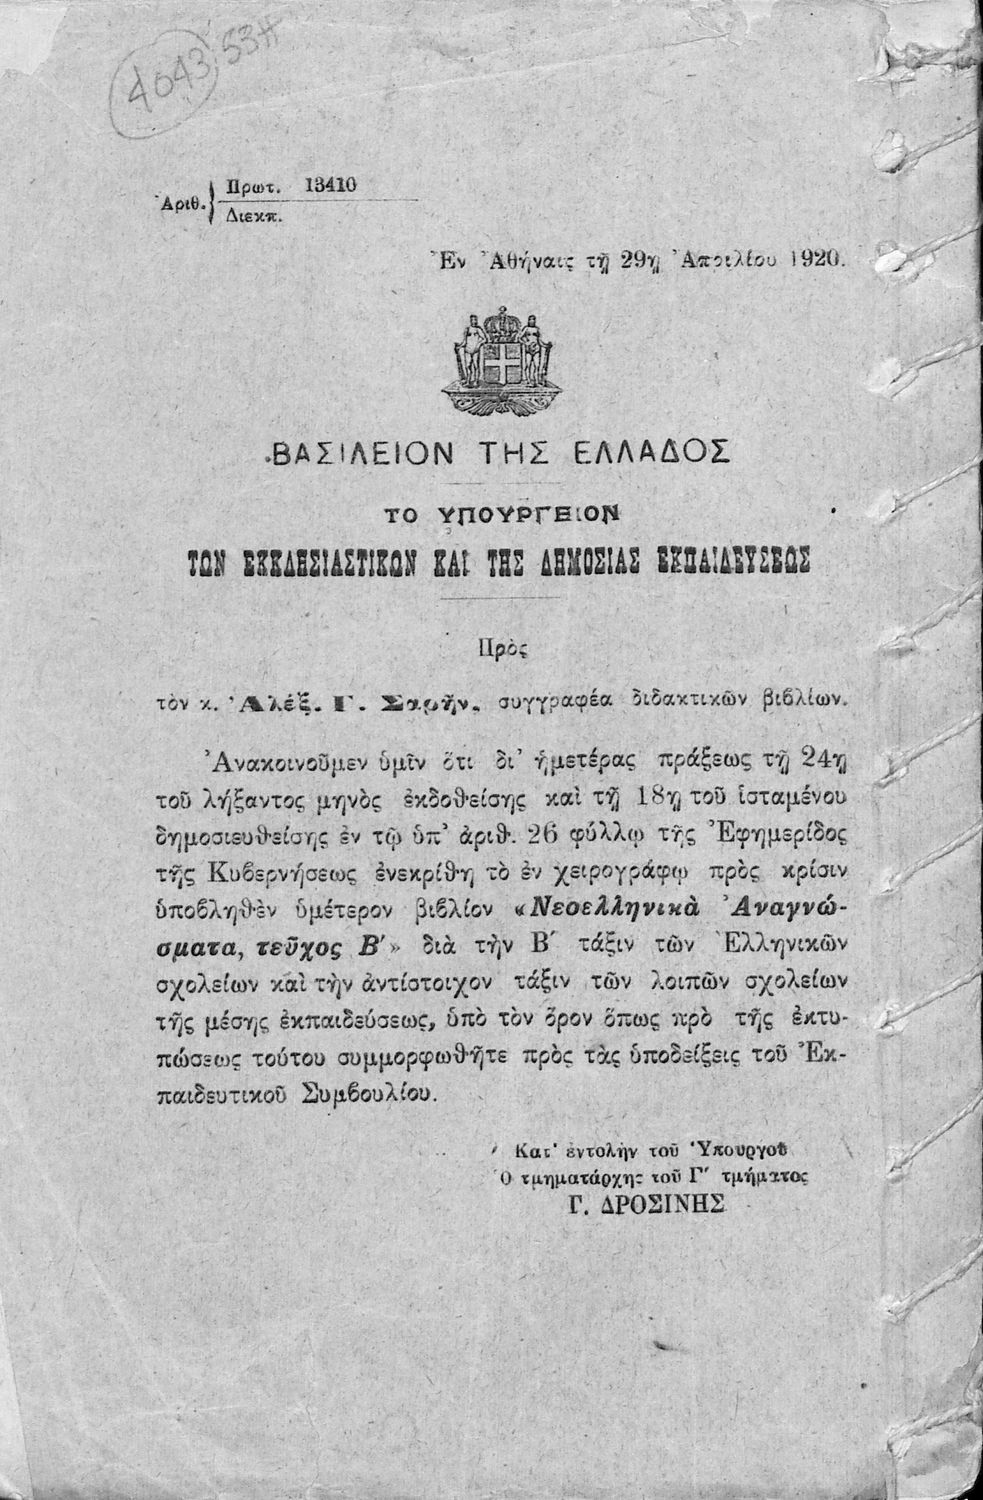 4043 534
Ἀριθ. } Πρωτ. 13410
Διεκπ.
Ἐν Ἀθήναις τῇ 29ῃ Ἀπριλίου 1920.
ΒΑΣΙΛΕΙΟΝ ΤΗΣ ΕΛΛΑΔΟΣ
ΤΟ ΥΠΟΥΡΓΕΙΟΝ
ΤΩΝ ΕΚΚΛΗΣΙΑΣΤΙΚΩΝ ΚΑΙ ΤΗΣ ΔΗΜΟΣΙΑΣ ΕΚΠΑΙΔΕΥΣΕΩΣ
Πρὸς
τὸν κ. Ἀλέξ. Γ. Σαρῆν, συγγραφέα διδακτικῶν βιβλίων.
Ἀνακοινοῦμεν ὑμῖν ὅτι δι' ἡμετέρας πράξεως τῇ 24ῃ
τοῦ λήξαντος μηνὸς ἐκδοθείσης καὶ τῇ 18ῃ τοῦ ἱσταμένου
δημοσιευθείσης ἐν τῷ ὑπ' ἀριθ. 26 φύλλῳ τῆς Ἐφημερίδος
τῆς Κυβερνήσεως ἐνεκρίθη τὸ ἐν χειρογράφῳ πρὸς κρίσιν
ὑποβληθὲν ὑμέτερον βιβλίον «Νεοελληνικὰ Ἀναγνώ-
σματα, τεῦχος Β′» διὰ τὴν Β′ τάξιν τῶν Ἑλληνικῶν
σχολείων καὶ τὴν ἀντίστοιχον τάξιν τῶν λοιπῶν σχολείων
τῆς μέσης ἐκπαιδεύσεως, ὑπὸ τὸν ὅρον ὅπως πρὸ τῆς ἐκτυ-
πώσεως τούτου συμμορφωθῆτε πρὸς τὰς ὑποδείξεις τοῦ Ἐκ-
παιδευτικοῦ Συμβουλίου.
Κατ' ἐντολὴν τοῦ Ὑπουργοῦ
Ὁ τμηματάρχης τοῦ Γ′ τμήματος
Γ. ΔΡΟΣΙΝΗΣ